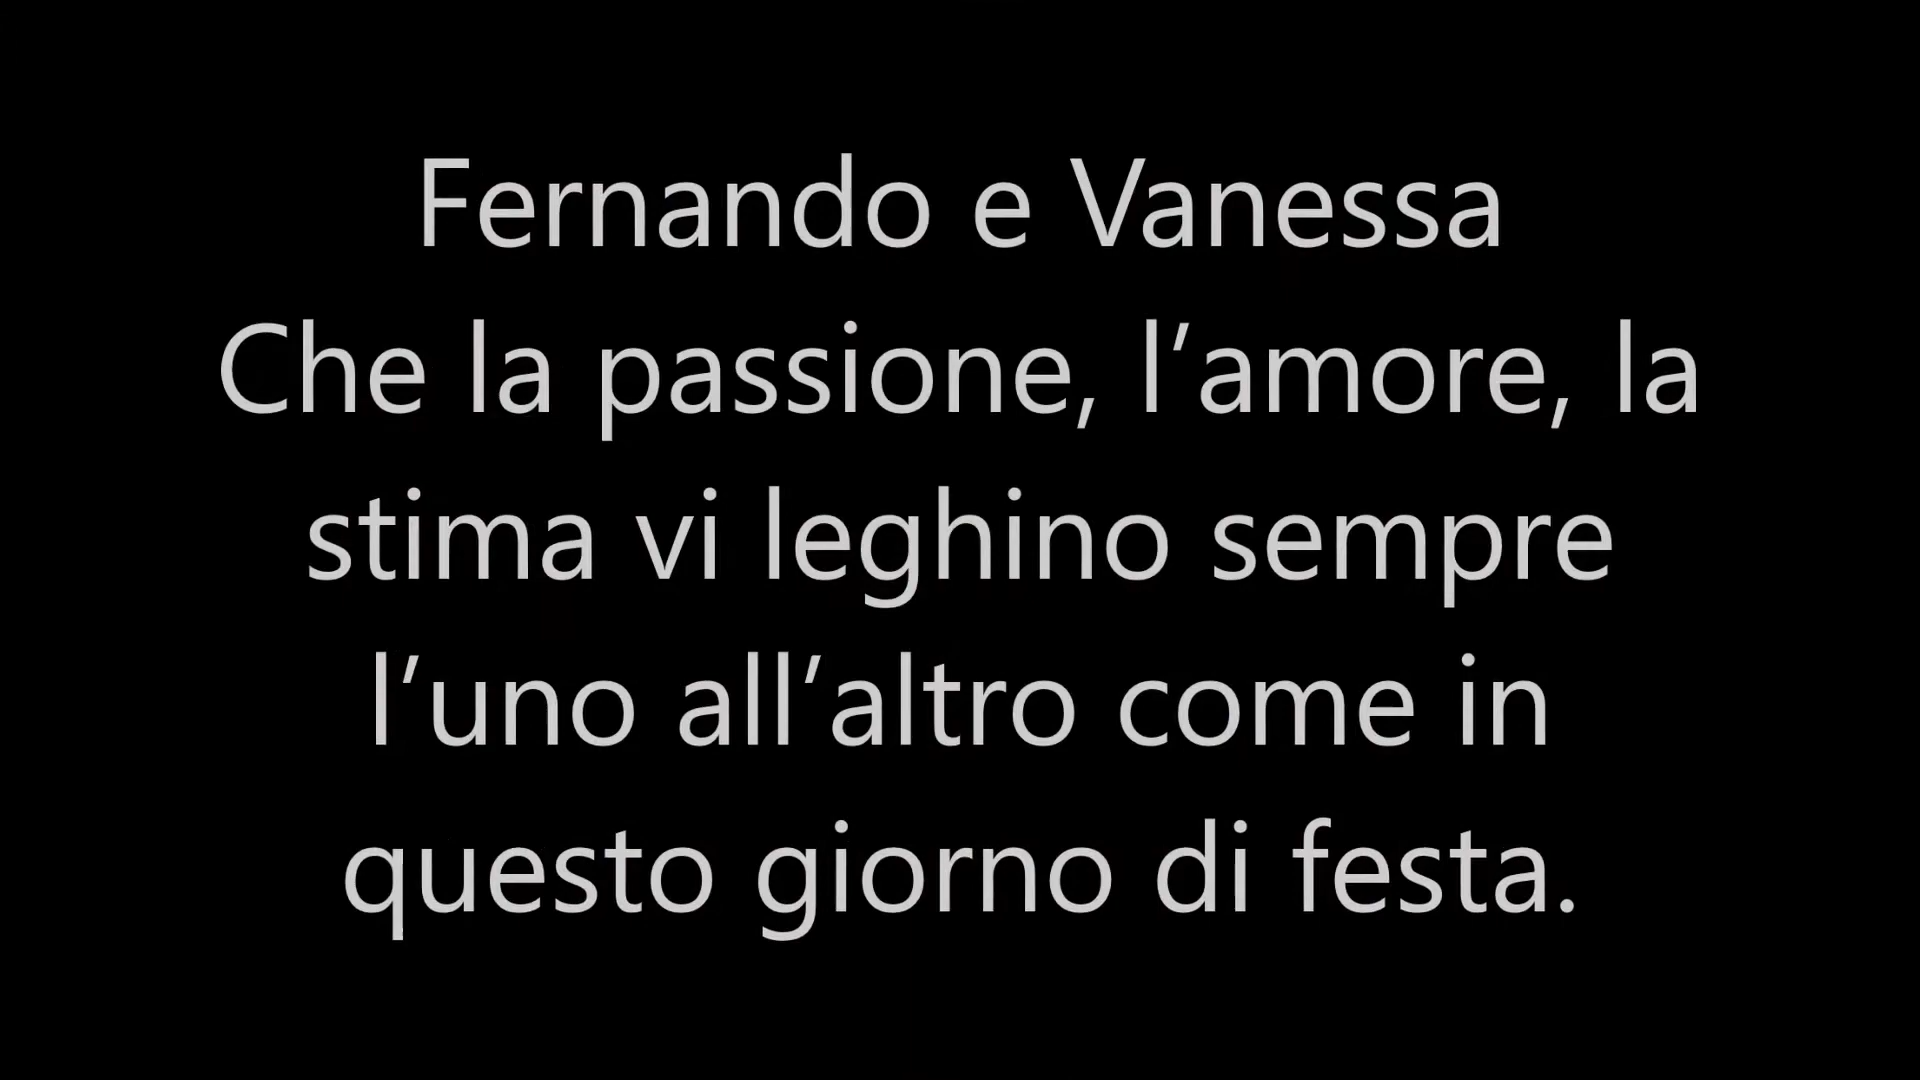 Fernando e Vanessa
Che la passione, l’amore, la
stima vi leghino sempre
l’uno all’altro come in
questo giorno di festa.